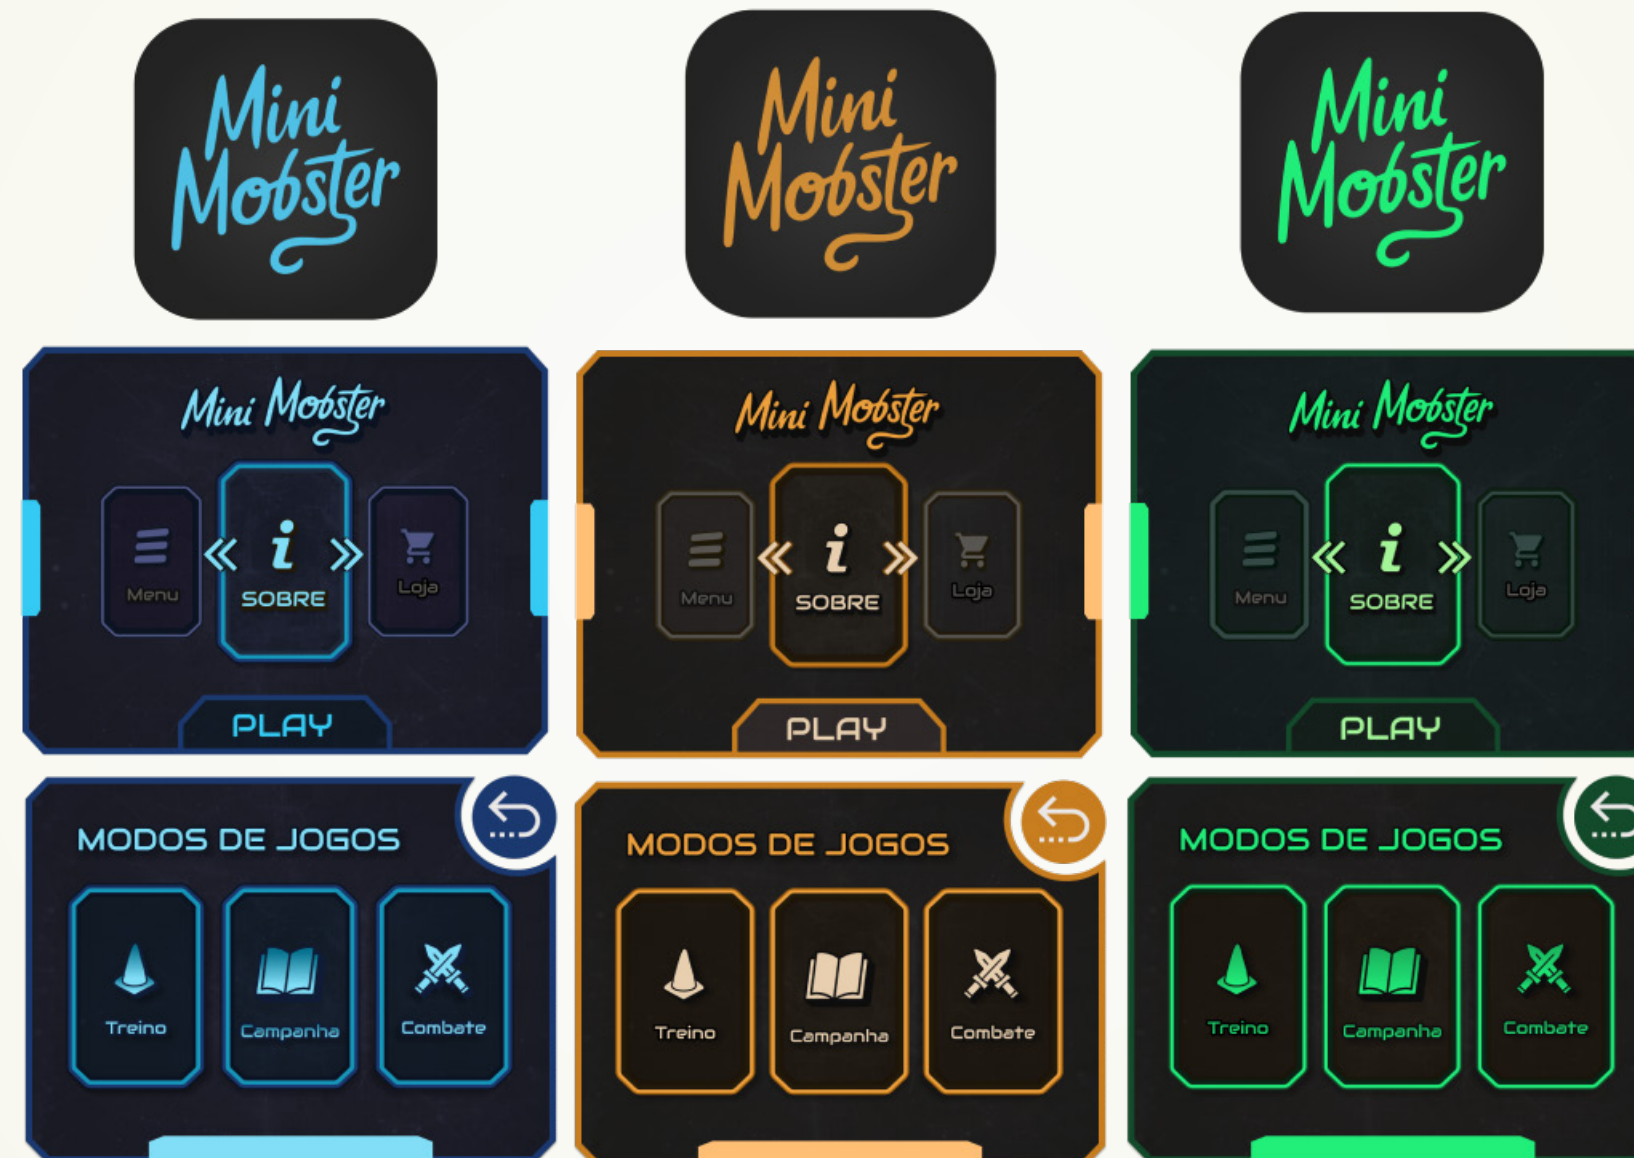 Mini
Mobster
Mini
Mobster
Mini
Mobster
Mini Mobster
Menu
SOBRE
Loja
PLAY
Mini Mobster
Menu
SOBRE
Loja
PLAY
Mini Mobster
Menu
SOBRE
Loja
PLAY
MODOS DE JOGOS
Treino
Campanha
Combate
MODOS DE JOGOS
Treino
Campanha
Combate
MODOS DE JOGOS
Treino
Campanha
Combate